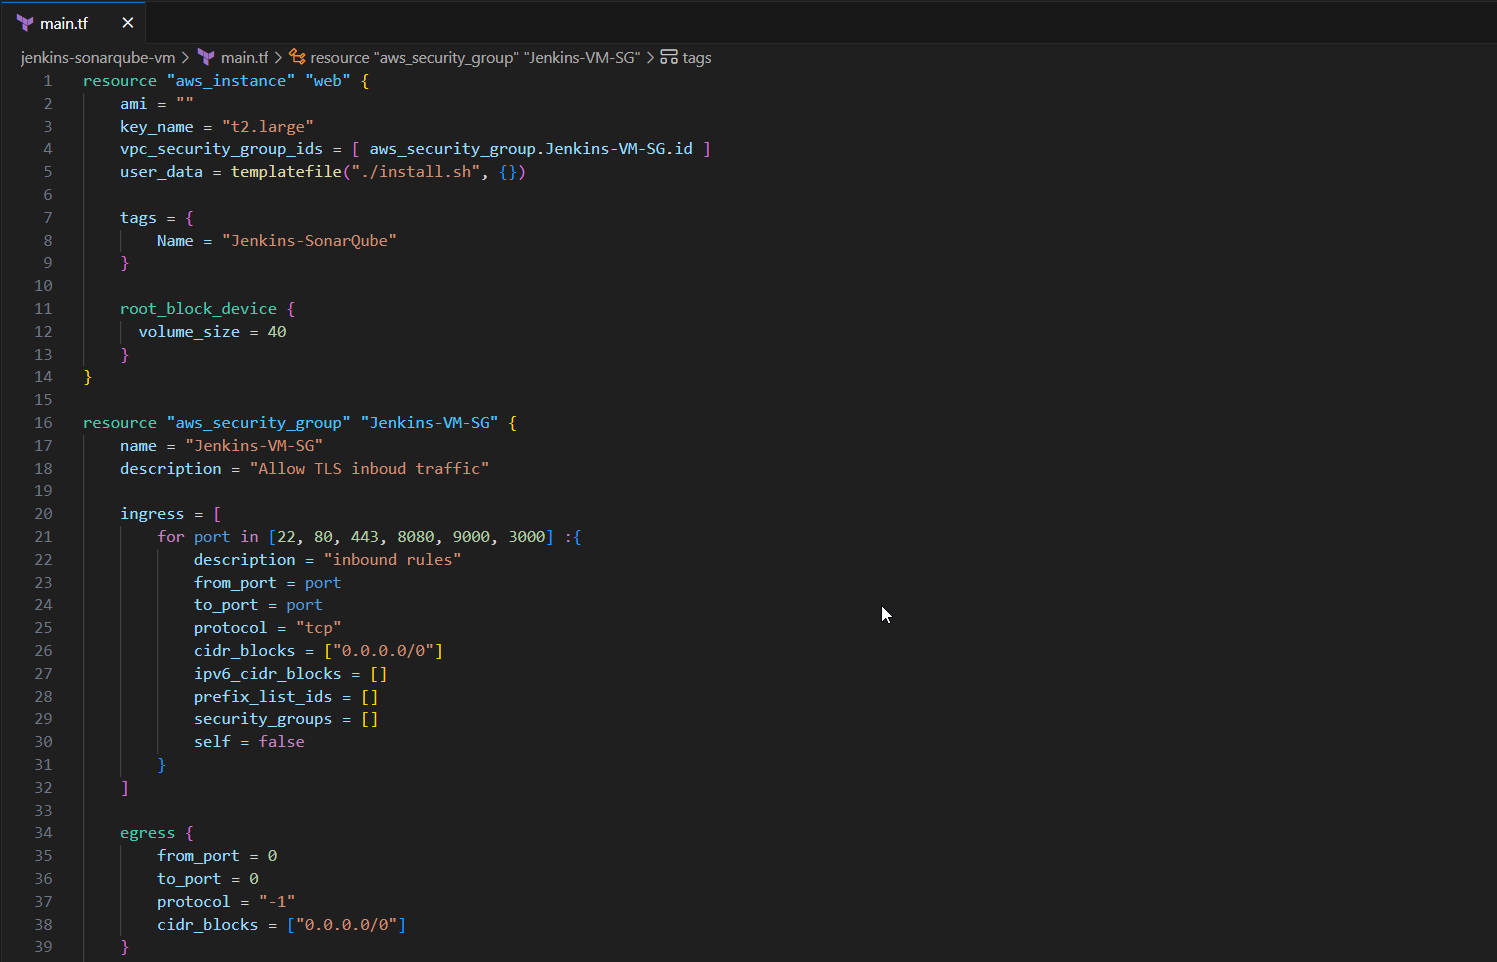 main.tf ×
jenkins-sonarqube-vm > main.tf > resource "aws_security_group" "Jenkins-VM-SG" > tags
1 resource "aws_instance" "web" {
2 ami = ""
3 key_name = "t2.large"
4 vpc_security_group_ids = [ aws_security_group.Jenkins-VM-SG.id ]
5 user_data = templatefile("./install.sh", {})
6
7 tags = {
8 Name = "Jenkins-SonarQube"
9 }
10
11 root_block_device {
12 volume_size = 40
13 }
14 }
15
16 resource "aws_security_group" "Jenkins-VM-SG" {
17 name = "Jenkins-VM-SG"
18 description = "Allow TLS inboud traffic"
19
20 ingress = [
21 for port in [22, 80, 443, 8080, 9000, 3000] :{
22 description = "inbound rules"
23 from_port = port
24 to_port = port
25 protocol = "tcp"
26 cidr_blocks = ["0.0.0.0/0"]
27 ipv6_cidr_blocks = []
28 prefix_list_ids = []
29 security_groups = []
30 self = false
31 }
32 ]
33
34 egress {
35 from_port = 0
36 to_port = 0
37 protocol = "-1"
38 cidr_blocks = ["0.0.0.0/0"]
39 }